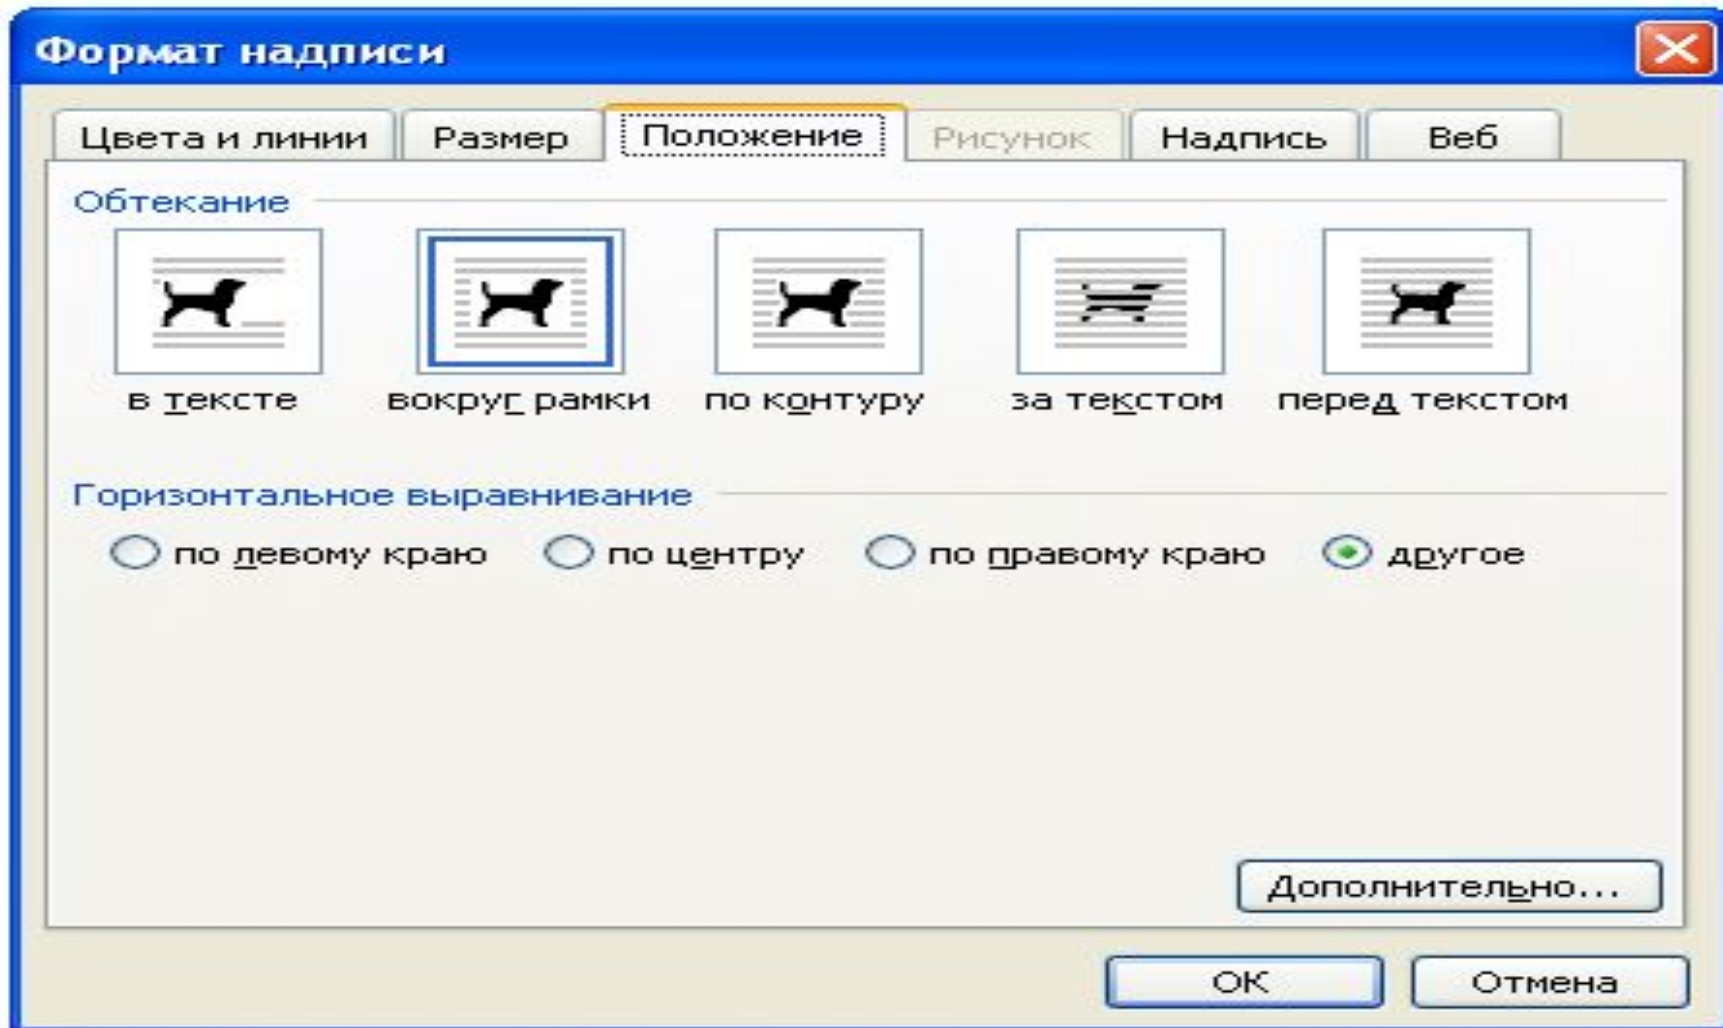 Формат надписи
Цвета и линии Размер Положение Рисунок Надпись Веб
Обтекание
в тексте вокруг рамки по контуру за текстом перед текстом
Горизонтальное выравнивание
по левому краю по центру по правому краю другое
Дополнительно...
ОК Отмена